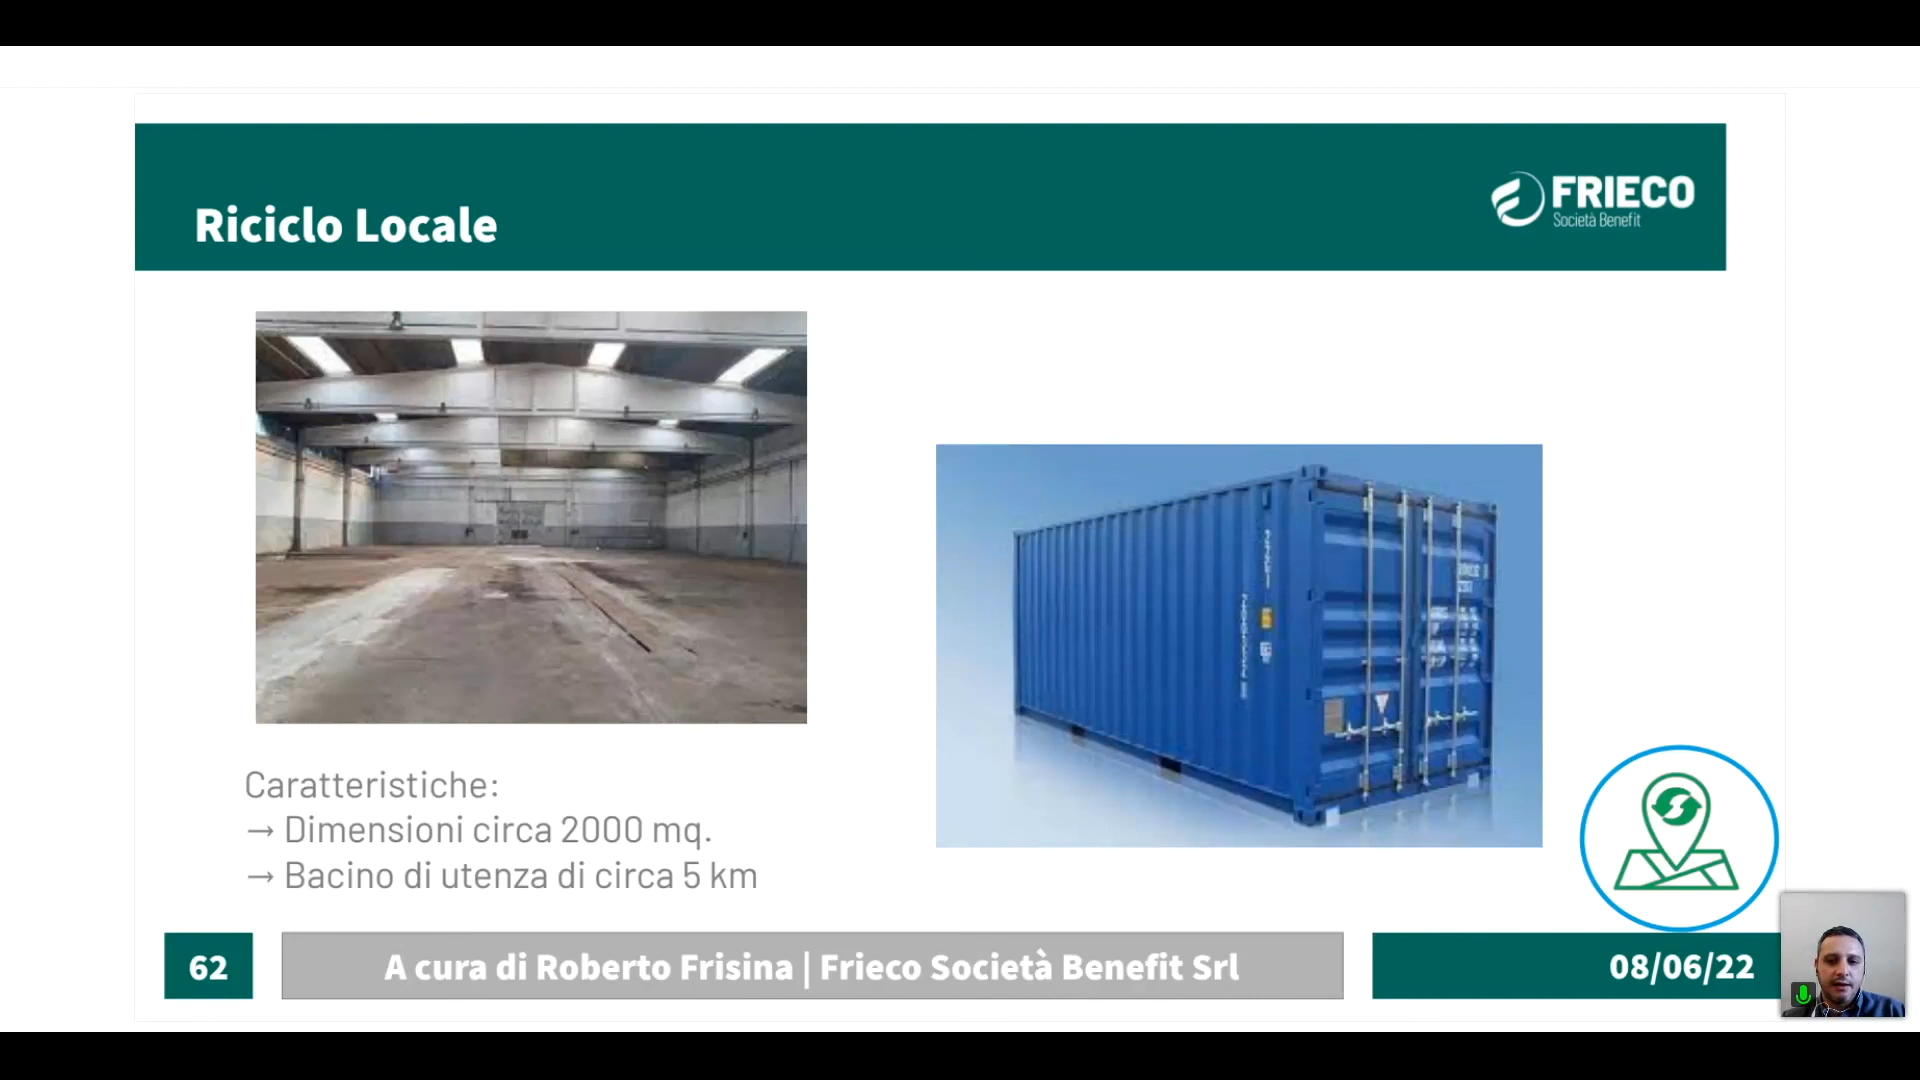 Riciclo Locale
FRIECO
Società Benefit
Caratteristiche:
→ Dimensioni circa 2000 mq.
→ Bacino di utenza di circa 5 km
62
A cura di Roberto Frisina | Frieco Società Benefit Srl
08/06/22